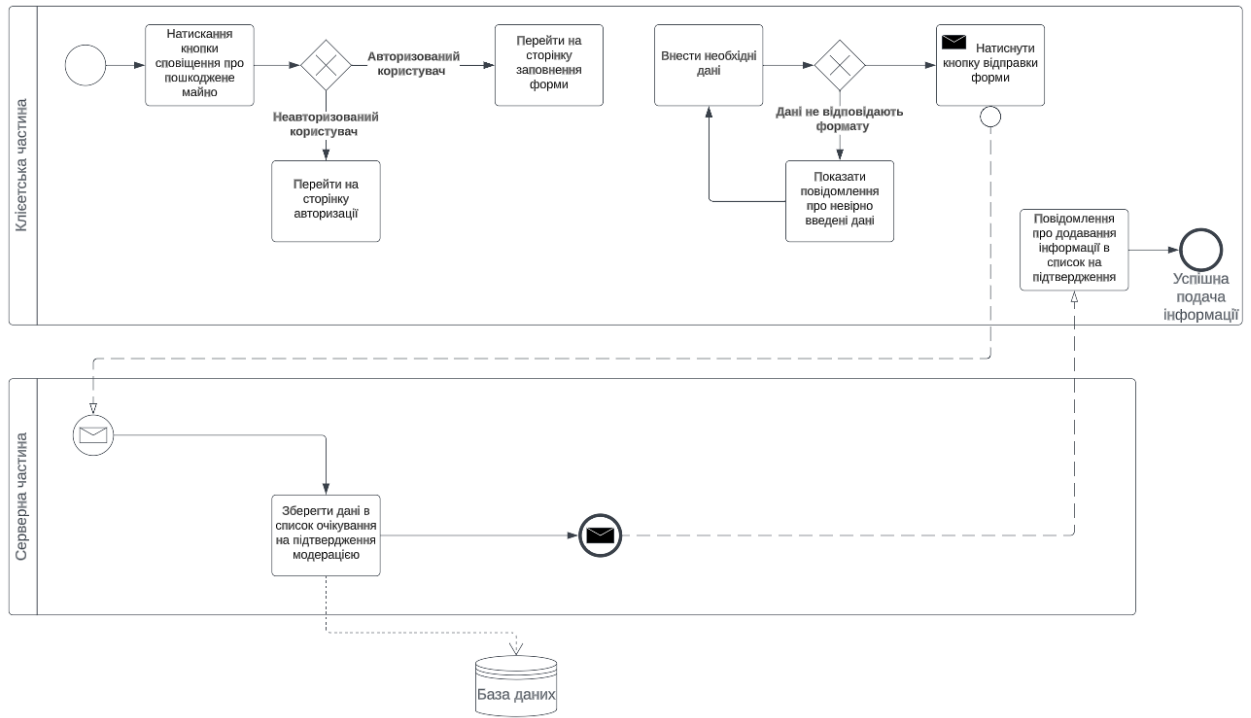 Клієетська частина
Натискання
кнопки
сповіщення про
пошкоджене
майно
Авторизований
користувач
Перейти на
сторінку
заповнення
форми
Неавторизований
користувач
Перейти на
сторінку
авторизації
Внести необхідні
дані
Дані не відповідають
формату
Показати
повідомлення
про невірно
введені дані
Натиснути
кнопку відправки
форми
Повідомлення
про додавання
інформації в
список на
підтвердження
Успішна
подача
інформації
Серверна частина
Зберегти дані в
список очікування
на підтвердження
модерацією
База даних